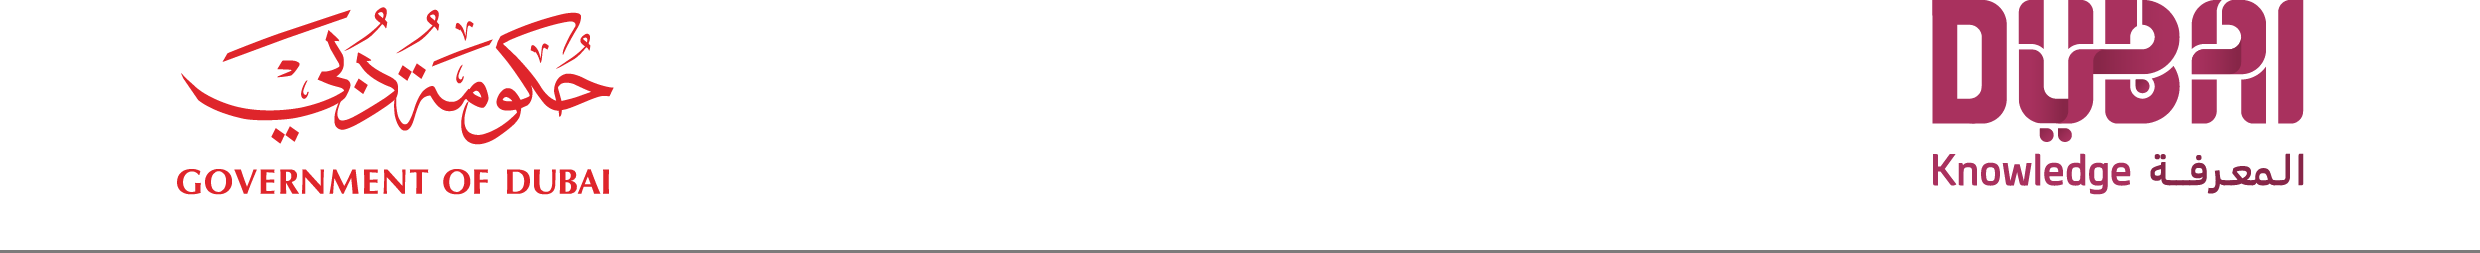 حكومة دبي
GOVERNMENT OF DUBAI
DUBAI
Knowledge المعرفة